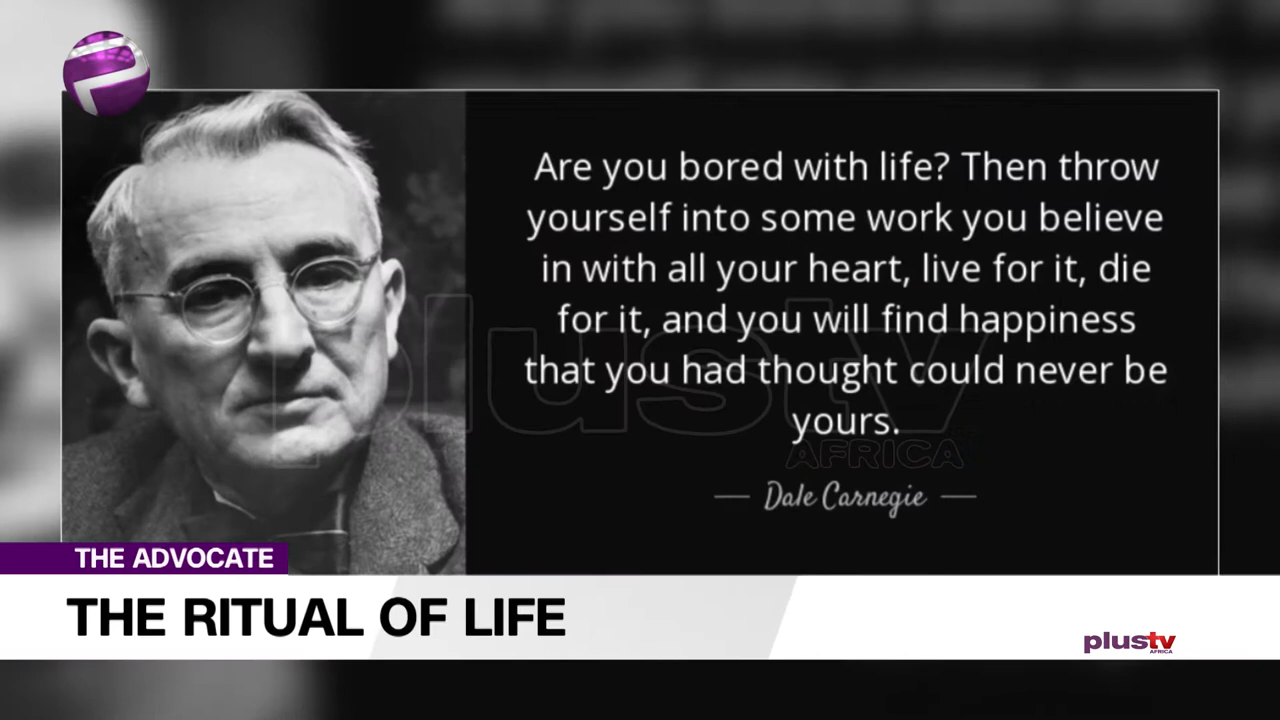 Are you bored with life? Then throw
yourself into some work you believe
in with all your heart, live for it, die
for it, and you will find happiness
that you had thought could never be
yours.
— Dale Carnegie —
plustv
AFRICA
THE ADVOCATE
THE RITUAL OF LIFE
plustv
AFRICA